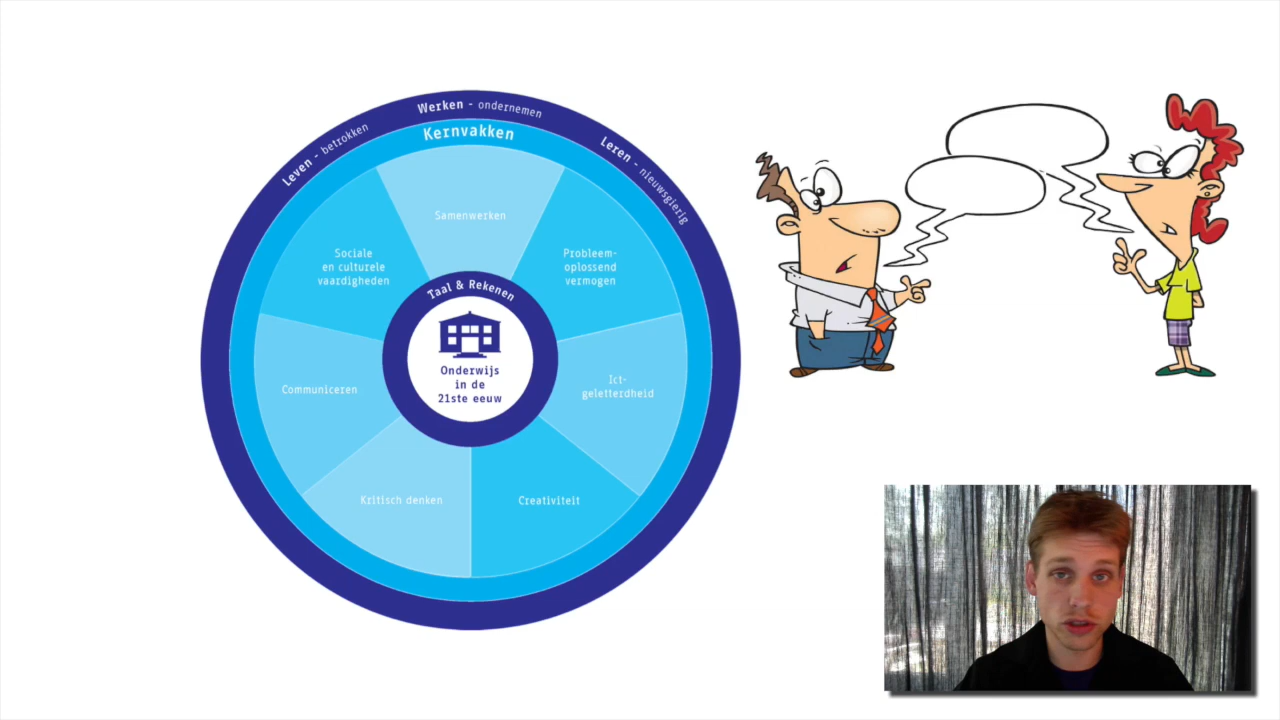 Leven - betrokken
Werken - ondernemen
Leren - nieuwsgierig
Kernvakken
Samenwerken
Sociale
en culturele
vaardigheden
Probleem-
oplossend
vermogen
Taal & Rekenen
Onderwijs
in de
21ste eeuw
Communiceren
Ict-
geletterdheid
Kritisch denken
Creativiteit